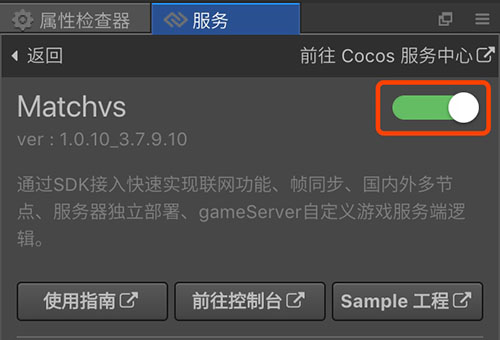 属性检查器 服务
返回 前往 Cocos 服务中心
Matchvs
ver : 1.0.10_3.7.9.10
通过SDK接入快速实现联网功能、帧同步、国内外多节
点、服务器独立部署、gameServer自定义游戏服务端逻
辑。
使用指南 前往控制台 Sample 工程